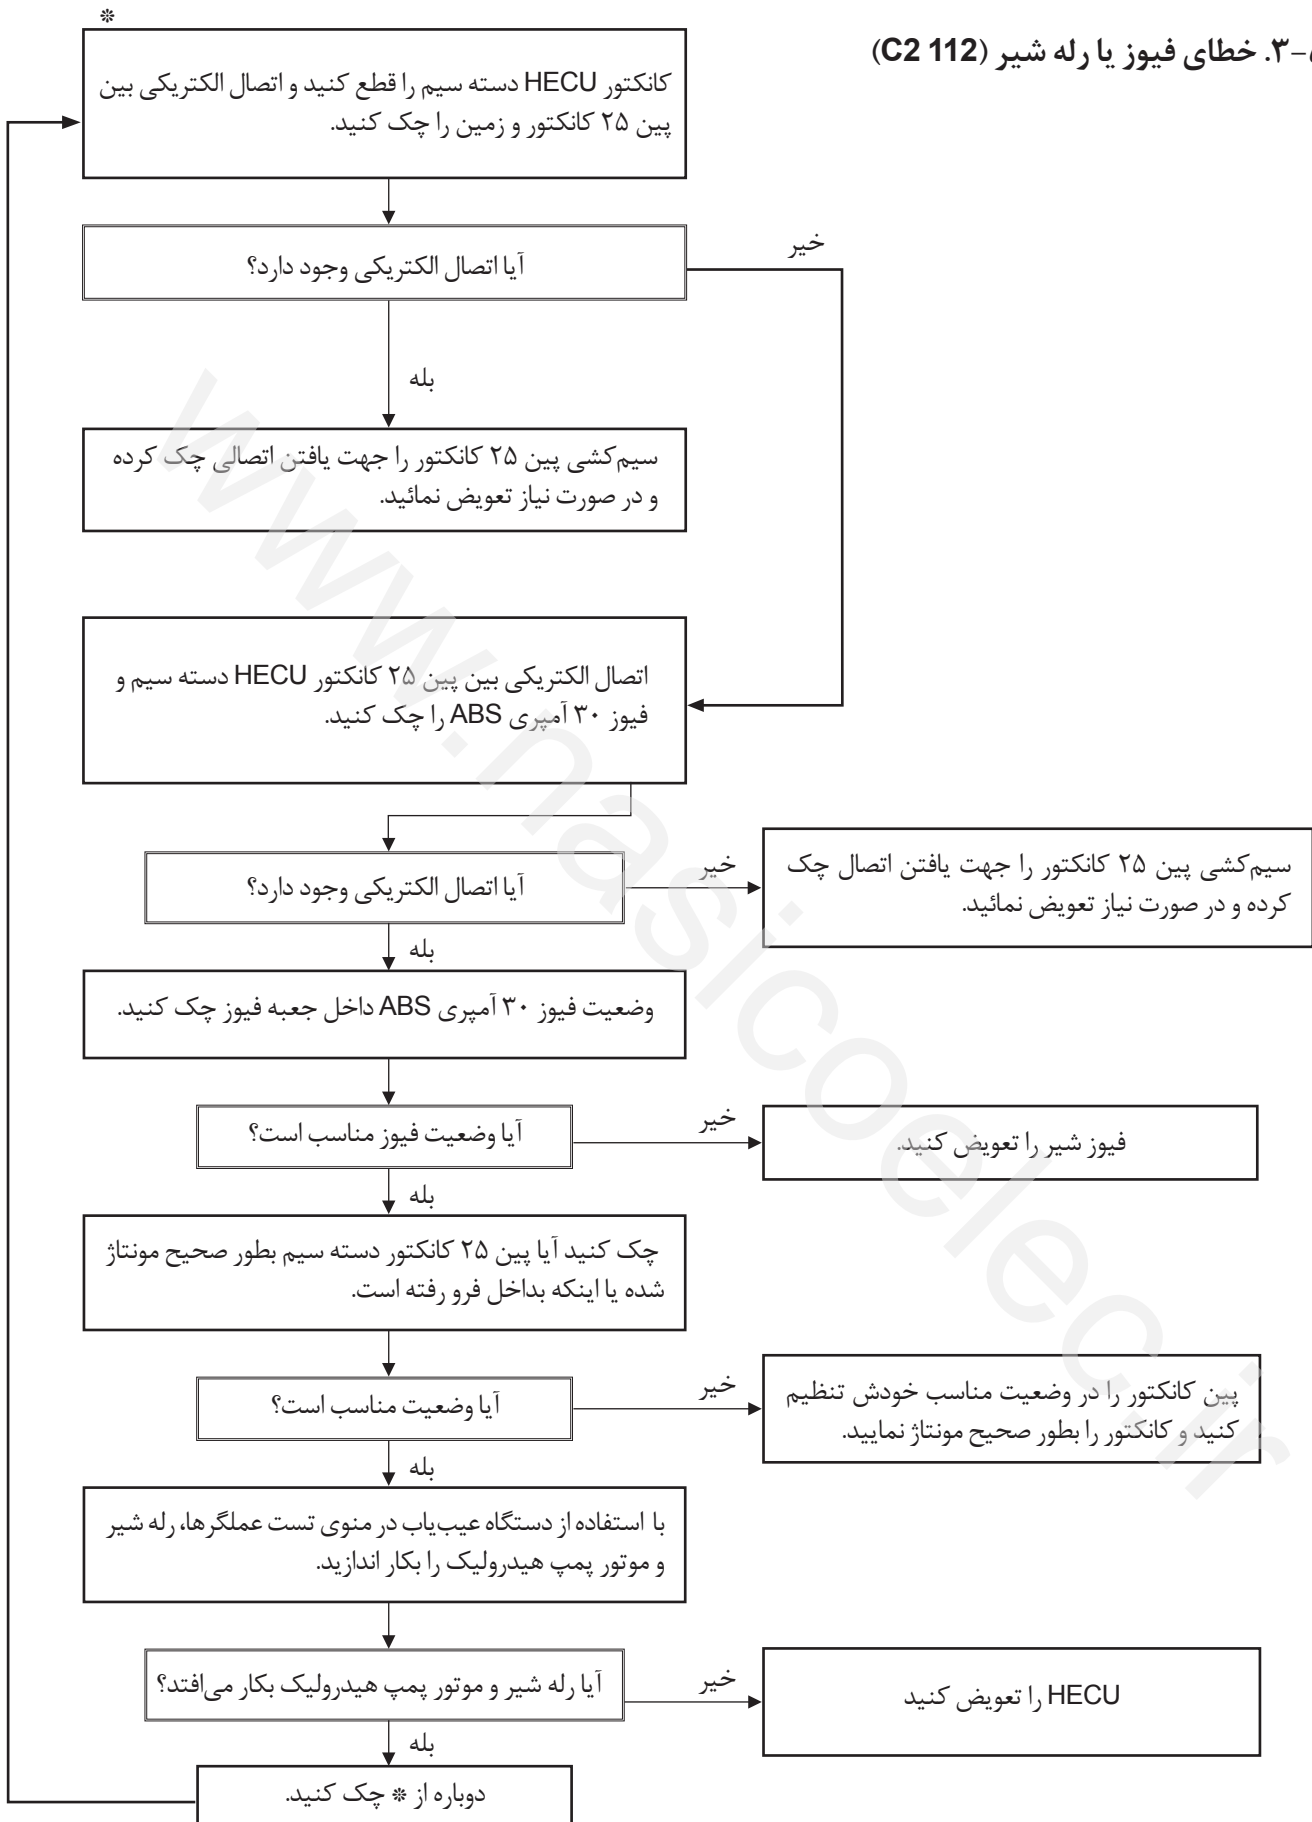 ۳-۵. خطای فیوز یا رله شیر (C2 112)
*
کانکتور HECU دسته سیم را قطع کنید و اتصال الکتریکی بین
پین ۲۵ کانکتور و زمین را چک کنید.
آیا اتصال الکتریکی وجود دارد؟
خیر
بله
سیم‌کشی پین ۲۵ کانکتور را جهت یافتن اتصالی چک کرده
و در صورت نیاز تعویض نمائید.
اتصال الکتریکی بین پین ۲۵ کانکتور HECU دسته سیم و
فیوز ۳۰ آمپری ABS را چک کنید.
آیا اتصال الکتریکی وجود دارد؟
خیر
سیم‌کشی پین ۲۵ کانکتور را جهت یافتن اتصال چک
کرده و در صورت نیاز تعویض نمائید.
بله
وضعیت فیوز ۳۰ آمپری ABS داخل جعبه فیوز چک کنید.
آیا وضعیت فیوز مناسب است؟
خیر
فیوز شیر را تعویض کنید.
بله
چک کنید آیا پین ۲۵ کانکتور دسته سیم بطور صحیح مونتاژ
شده یا اینکه بداخل فرو رفته است.
آیا وضعیت مناسب است؟
خیر
پین کانکتور را در وضعیت مناسب خودش تنظیم
کنید و کانکتور را بطور صحیح مونتاژ نمایید.
بله
با استفاده از دستگاه عیب‌یاب در منوی تست عملگرها، رله شیر
و موتور پمپ هیدرولیک را بکار اندازید.
آیا رله شیر و موتور پمپ هیدرولیک بکار می‌افتد؟
خیر
HECU را تعویض کنید
بله
دوباره از * چک کنید.
www.nasicoelec.ir